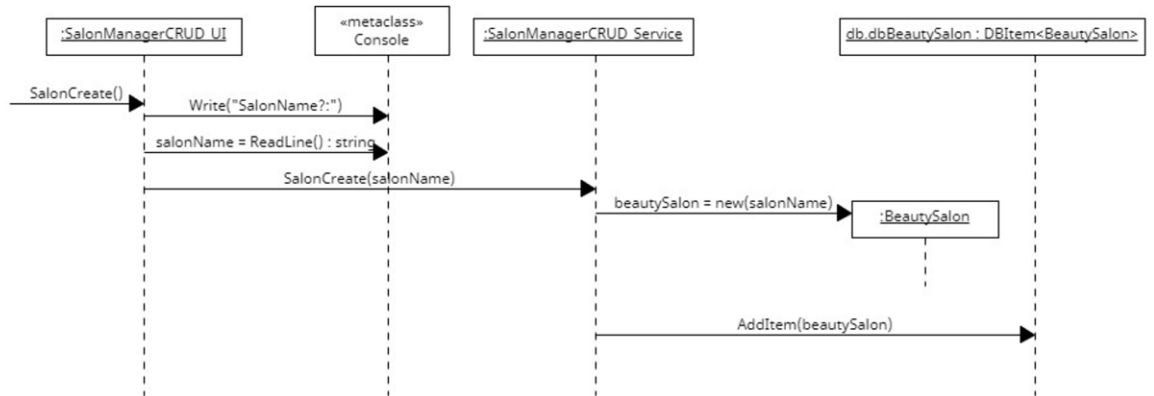 :SalonManagerCRUD_UI
«metaclass»
Console
:SalonManagerCRUD_Service
db.dbBeautySalon : DBItem<BeautySalon>
SalonCreate()
Write("SalonName?:")
salonName = ReadLine() : string
SalonCreate(salonName)
beautySalon = new(salonName)
:BeautySalon
AddItem(beautySalon)